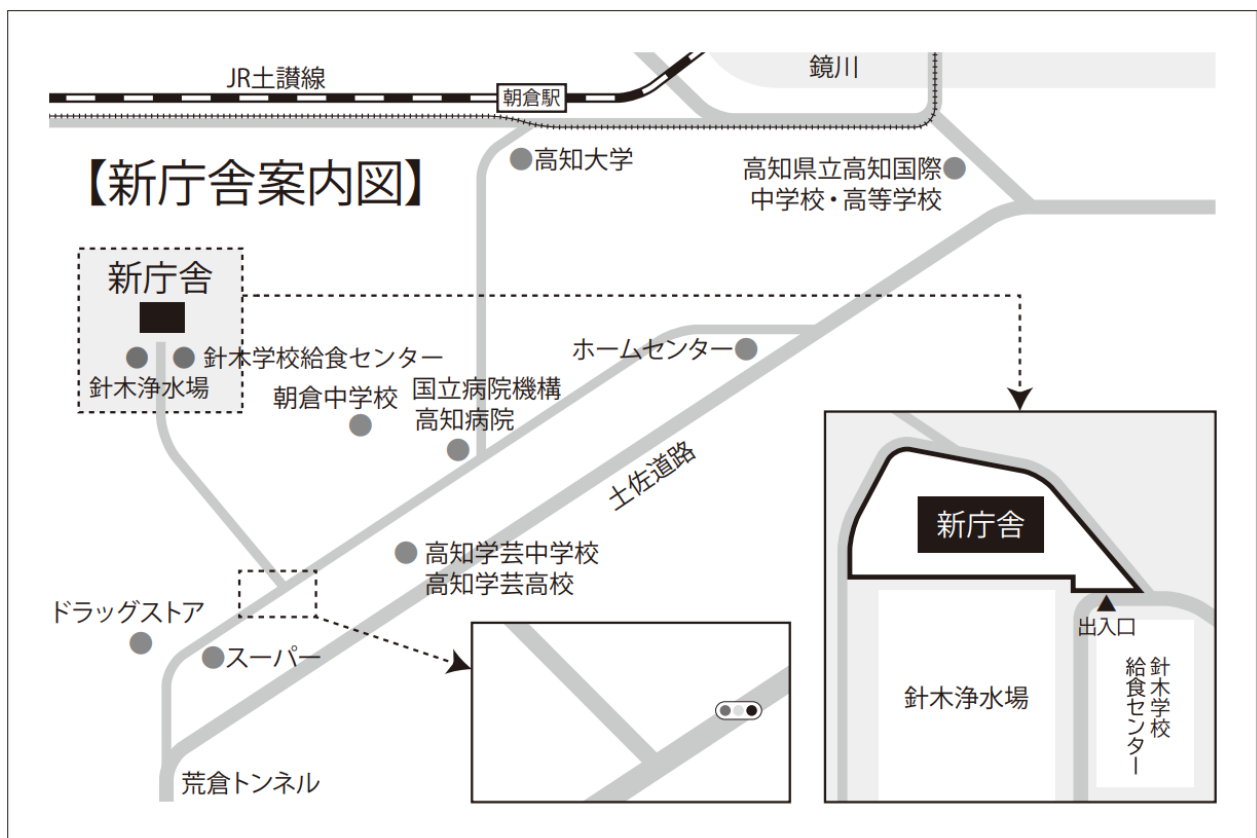 JR土讃線
鏡川
朝倉駅
【新庁舎案内図】
高知大学
高知県立高知国際
中学校・高等学校
新庁舎
針木学校給食センター
針木浄水場
朝倉中学校
国立病院機構
高知病院
ホームセンター
土佐道路
高知学芸中学校
高知学芸高校
ドラッグストア
スーパー
荒倉トンネル
新庁舎
出入口
針木浄水場
針木学校
給食センター